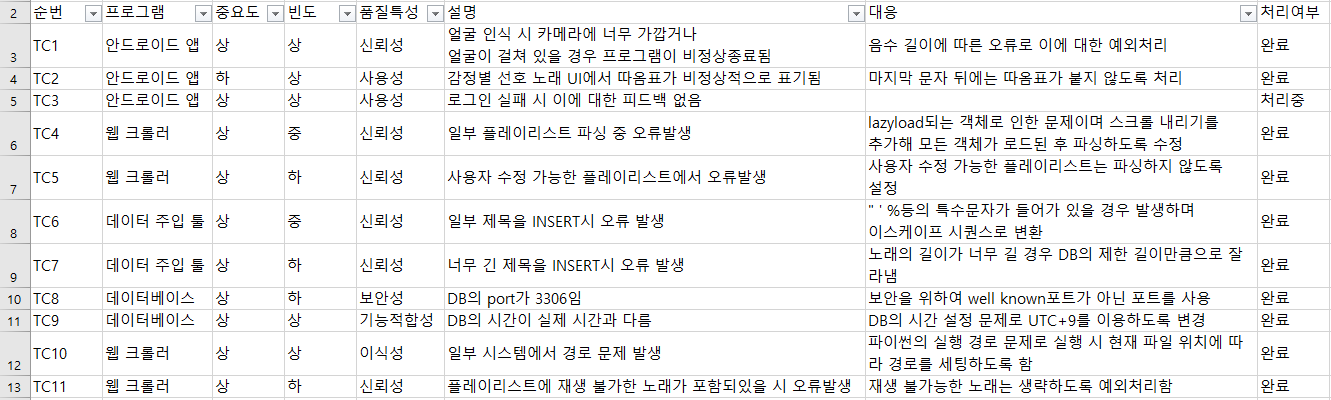 2 순번 프로그램 중요도 빈도 품질특성 설명 대응 처리여부
3 TC1 안드로이드 앱 상 상 신뢰성 얼굴 인식 시 카메라에 너무 가깝거나
얼굴이 걸쳐 있을 경우 프로그램이 비정상종료됨 음수 길이에 따른 오류로 이에 대한 예외처리 완료
4 TC2 안드로이드 앱 하 상 사용성 감정별 선호 노래 UI에서 따옴표가 비정상적으로 표기됨 마지막 문자 뒤에는 따옴표가 붙지 않도록 처리 완료
5 TC3 안드로이드 앱 상 상 사용성 로그인 실패 시 이에 대한 피드백 없음 처리중
6 TC4 웹 크롤러 상 중 신뢰성 일부 플레이리스트 파싱 중 오류발생 lazyload되는 객체로 인한 문제이며 스크롤 내리기를
추가해 모든 객체가 로드된 후 파싱하도록 수정 완료
7 TC5 웹 크롤러 상 하 신뢰성 사용자 수정 가능한 플레이리스트에서 오류발생 사용자 수정 가능한 플레이리스트는 파싱하지 않도록
설정 완료
8 TC6 데이터 주입 툴 상 중 신뢰성 일부 제목을 INSERT시 오류 발생 " ' %등의 특수문자가 들어가 있을 경우 발생하며
이스케이프 시퀀스로 변환 완료
9 TC7 데이터 주입 툴 상 하 신뢰성 너무 긴 제목을 INSERT시 오류 발생 노래의 길이가 너무 길 경우 DB의 제한 길이만큼으로 잘
라냄 완료
10 TC8 데이터베이스 상 하 보안성 DB의 port가 3306임 보안을 위하여 well known포트가 아닌 포트를 사용 완료
11 TC9 데이터베이스 상 상 기능적합성 DB의 시간이 실제 시간과 다름 DB의 시간 설정 문제로 UTC+9를 이용하도록 변경 완료
12 TC10 웹 크롤러 상 상 이식성 일부 시스템에서 경로 문제 발생 파이썬의 실행 경로 문제로 실행 시 현재 파일 위치에 따
라 경로를 세팅하도록 함 완료
13 TC11 웹 크롤러 상 하 신뢰성 플레이리스트에 재생 불가한 노래가 포함되있을 시 오류발생 재생 불가능한 노래는 생략하도록 예외처리함 완료